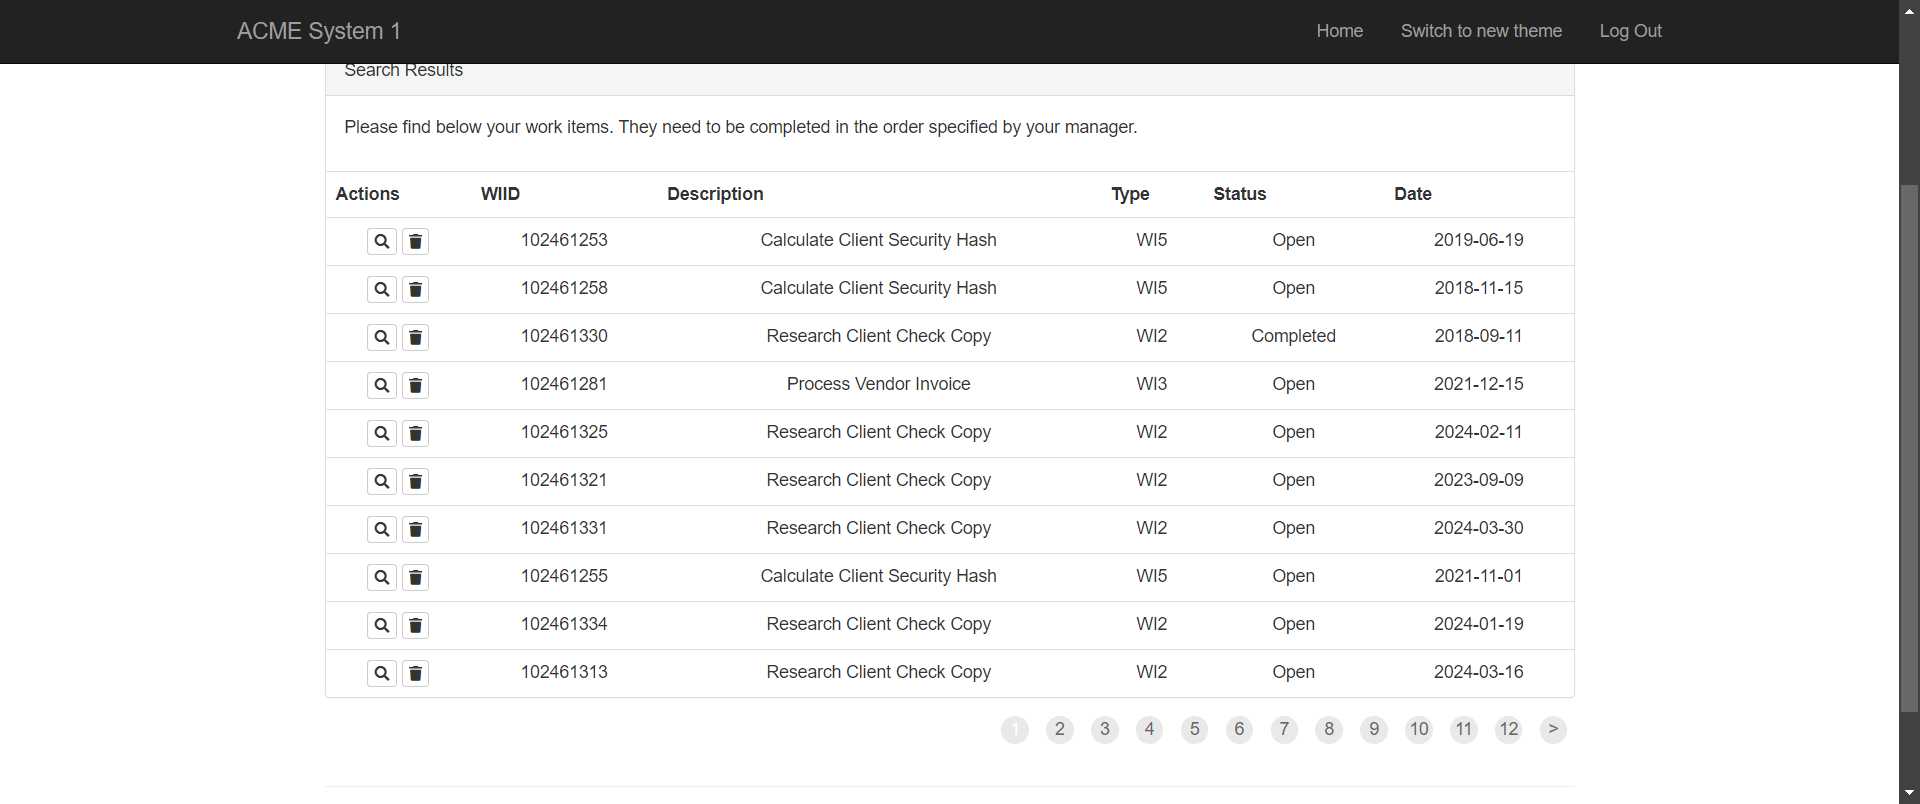 ACME System 1 Home Switch to new theme Log Out
Search Results
Please find below your work items. They need to be completed in the order specified by your manager.
Actions WIID Description Type Status Date
102461253 Calculate Client Security Hash WI5 Open 2019-06-19
102461258 Calculate Client Security Hash WI5 Open 2018-11-15
102461330 Research Client Check Copy WI2 Completed 2018-09-11
102461281 Process Vendor Invoice WI3 Open 2021-12-15
102461325 Research Client Check Copy WI2 Open 2024-02-11
102461321 Research Client Check Copy WI2 Open 2023-09-09
102461331 Research Client Check Copy WI2 Open 2024-03-30
102461255 Calculate Client Security Hash WI5 Open 2021-11-01
102461334 Research Client Check Copy WI2 Open 2024-01-19
102461313 Research Client Check Copy WI2 Open 2024-03-16
1 2 3 4 5 6 7 8 9 10 11 12 >